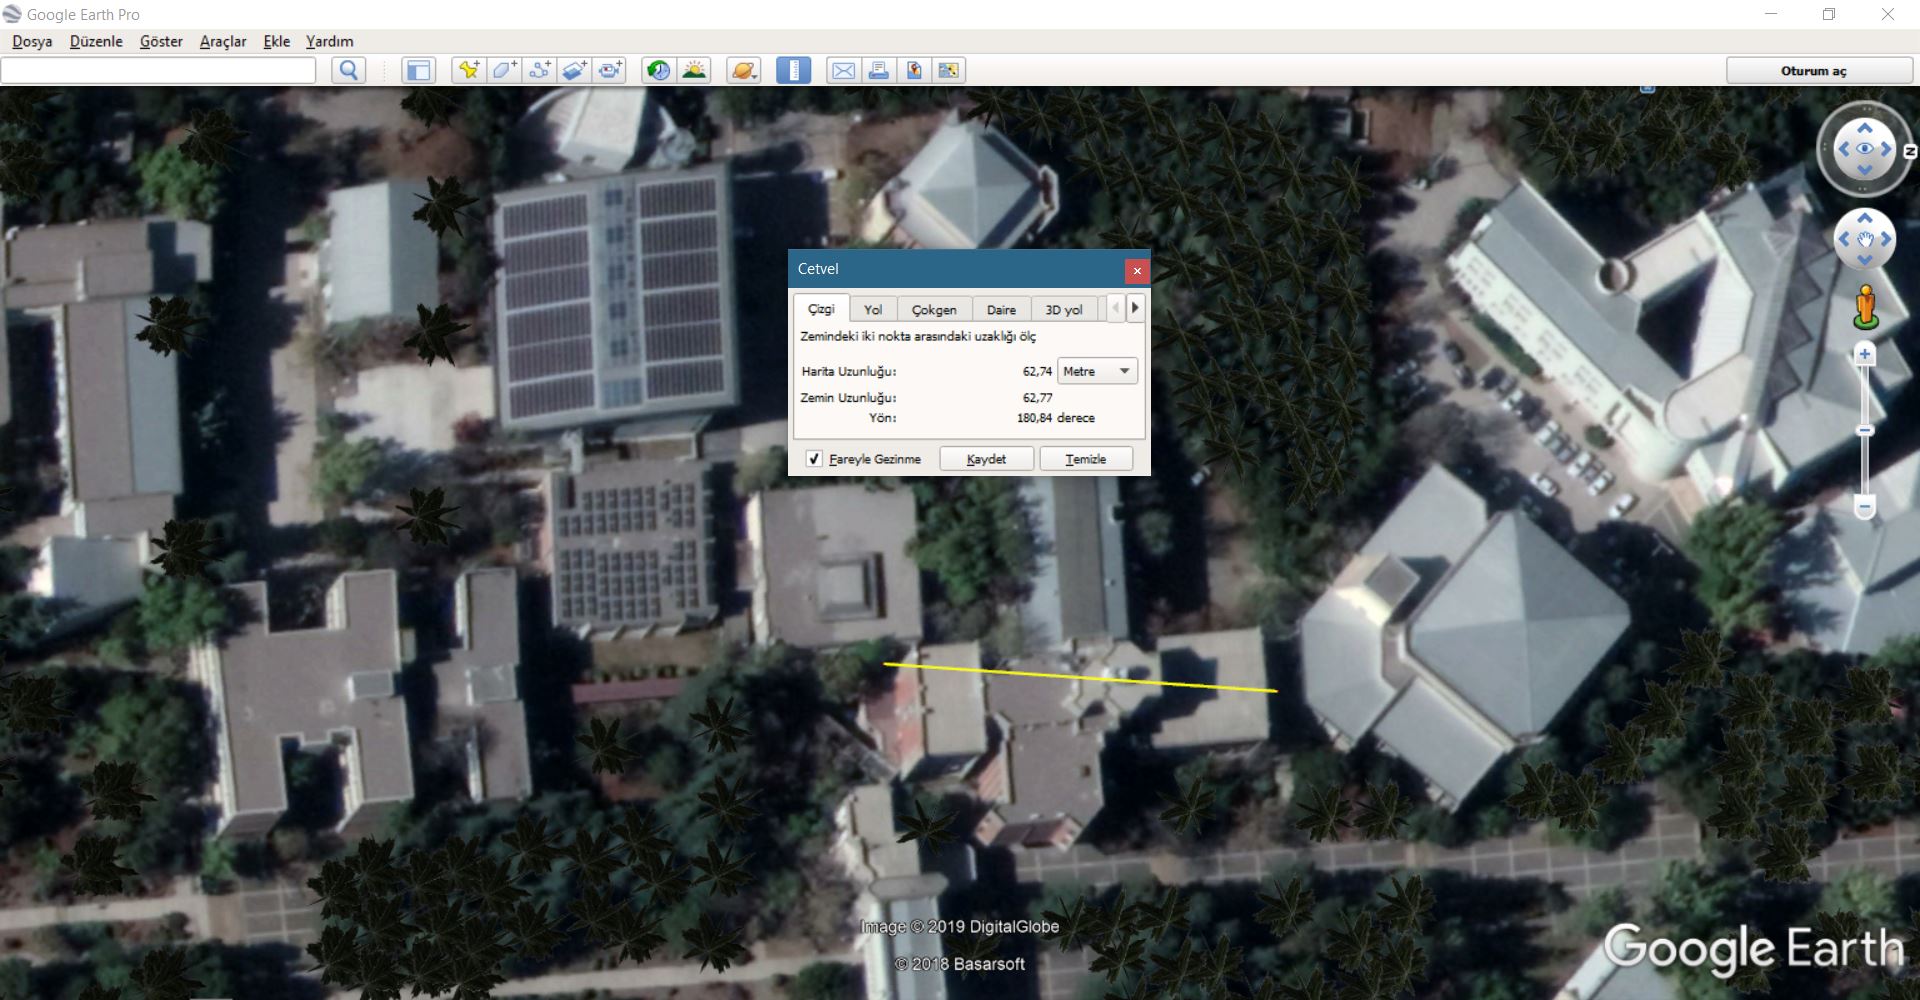 Google Earth Pro
Dosya Düzenle Göster Araçlar Ekle Yardım
Oturum aç
N
Cetvel
Çizgi Yol Çokgen Daire 3D yol
Zemindeki iki nokta arasındaki uzaklığı ölç
Harita Uzunluğu: 62,74 Metre
Zemin Uzunluğu: 62,77
Yön: 180,84 derece
Fareyle Gezinme Kaydet Temizle
Image © 2019 DigitalGlobe
© 2018 Basarsoft
Google Earth